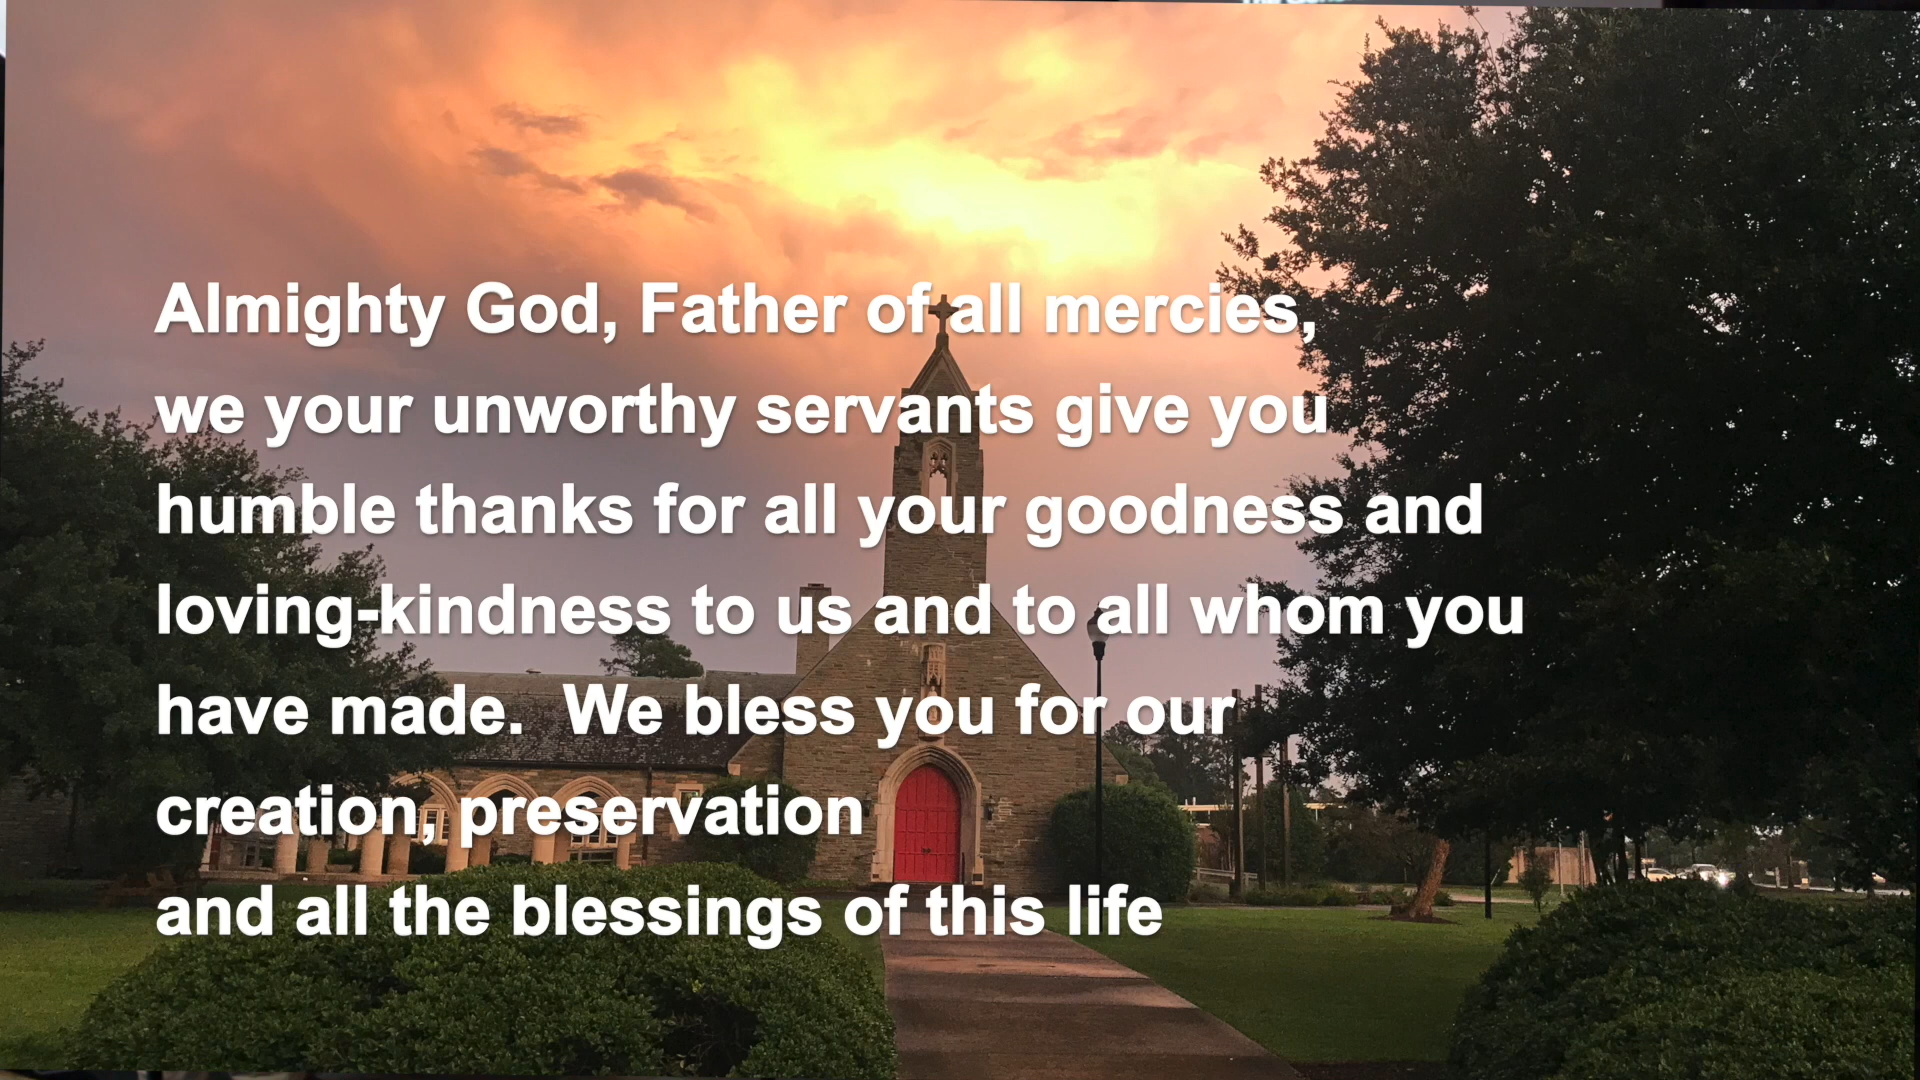 Almighty God, Father of all mercies,
we your unworthy servants give you
humble thanks for all your goodness and
loving-kindness to us and to all whom you
have made.  We bless you for our
creation, preservation
and all the blessings of this life